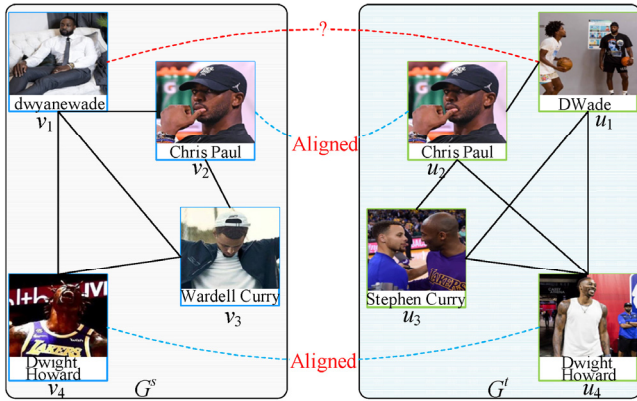 ?
dwyanewade
v1
Chris Paul
v2
Aligned
Chris Paul
u2
DWade
u1
Wardell Curry
v3
Stephen Curry
u3
LAKERS
Dwight
Howard
v4
Aligned
Dwight
Howard
u4
Gs
Gt